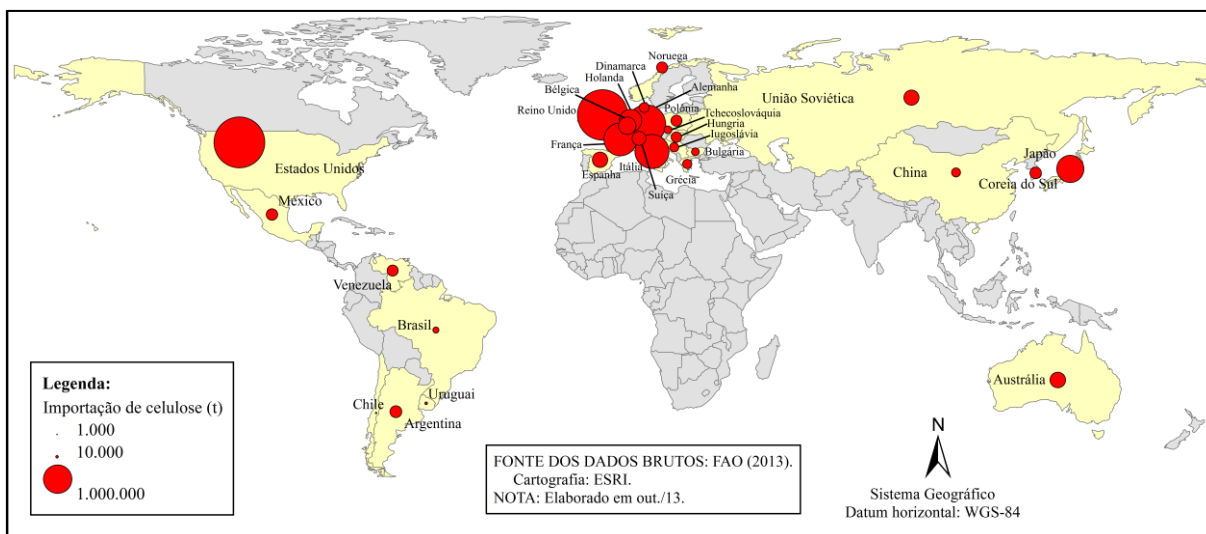 Noruega
Dinamarca
Holanda
Bélgica
Alemanha
Reino Unido
Polônia
Tchecoslováquia
Hungria
Iugoslávia
França
Bulgária
Itália
Espanha
Grécia
Suíça
União Soviética
Estados Unidos
México
China
Japão
Coreia do Sul
Venezuela
Brasil
Austrália
Uruguai
Chile
Argentina
Legenda:
Importação de celulose (t)
1.000
10.000
1.000.000
FONTE DOS DADOS BRUTOS: FAO (2013).
Cartografia: ESRI.
NOTA: Elaborado em out./13.
N
Sistema Geográfico
Datum horizontal: WGS-84